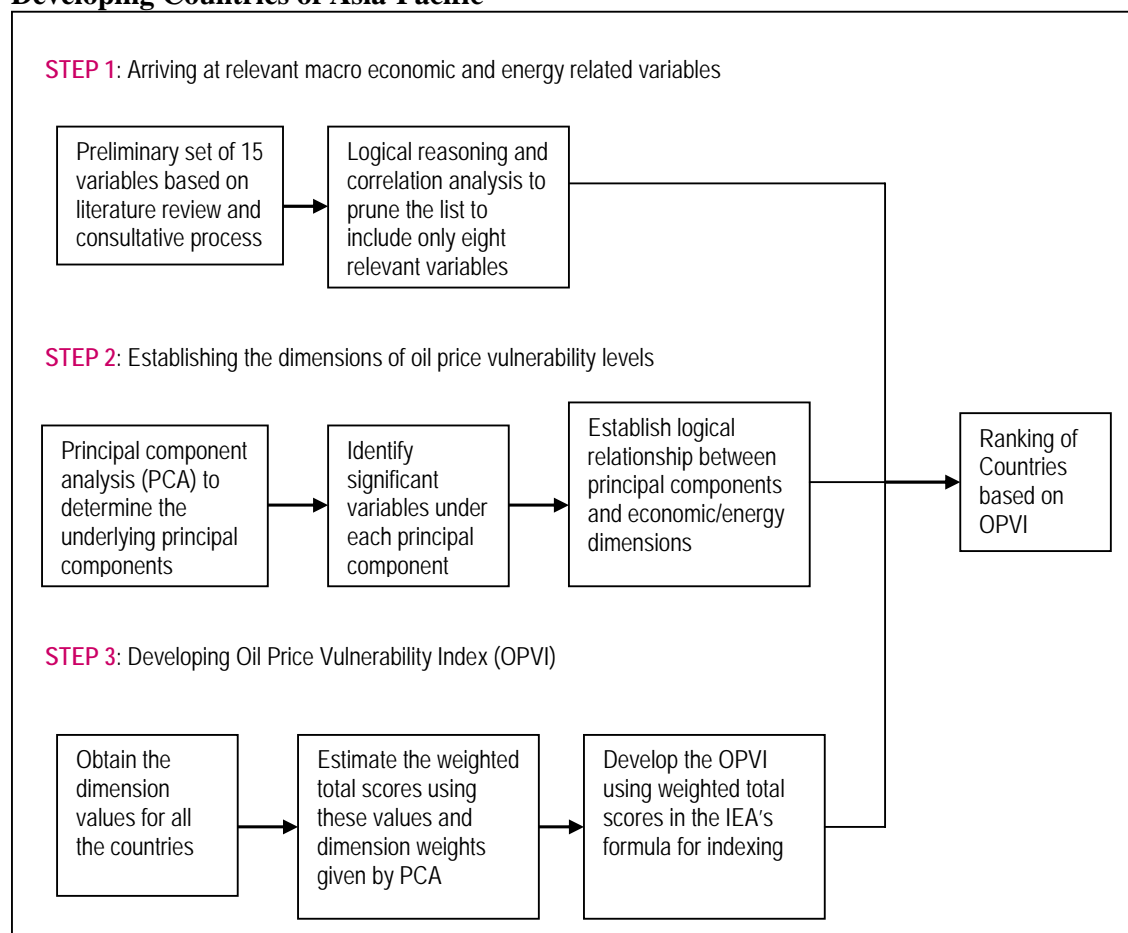 Developing Countries of Asia-Pacific
STEP 1: Arriving at relevant macro economic and energy related variables
Preliminary set of 15
variables based on
literature review and
consultative process
Logical reasoning and
correlation analysis to
prune the list to
include only eight
relevant variables
STEP 2: Establishing the dimensions of oil price vulnerability levels
Principal component
analysis (PCA) to
determine the
underlying principal
components
Identify
significant
variables under
each principal
component
Establish logical
relationship between
principal components
and economic/energy
dimensions
Ranking of
Countries
based on
OPVI
STEP 3: Developing Oil Price Vulnerability Index (OPVI)
Obtain the
dimension
values for all
the countries
Estimate the weighted
total scores using
these values and
dimension weights
given by PCA
Develop the OPVI
using weighted total
scores in the IEA's
formula for indexing